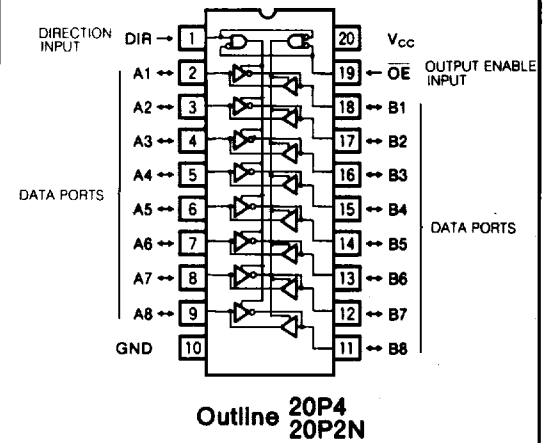 DIRECTION INPUT
DIR → 1
A1 ↔ 2
A2 ↔ 3
A3 ↔ 4
A4 ↔ 5
A5 ↔ 6
A6 ↔ 7
A7 ↔ 8
A8 ↔ 9
GND 10
DATA PORTS
20 Vcc
19 ← O̅E̅ OUTPUT ENABLE INPUT
18 ↔ B1
17 ↔ B2
16 ↔ B3
15 ↔ B4
14 ↔ B5
13 ↔ B6
12 ↔ B7
11 ↔ B8
DATA PORTS
Outline 20P4
20P2N